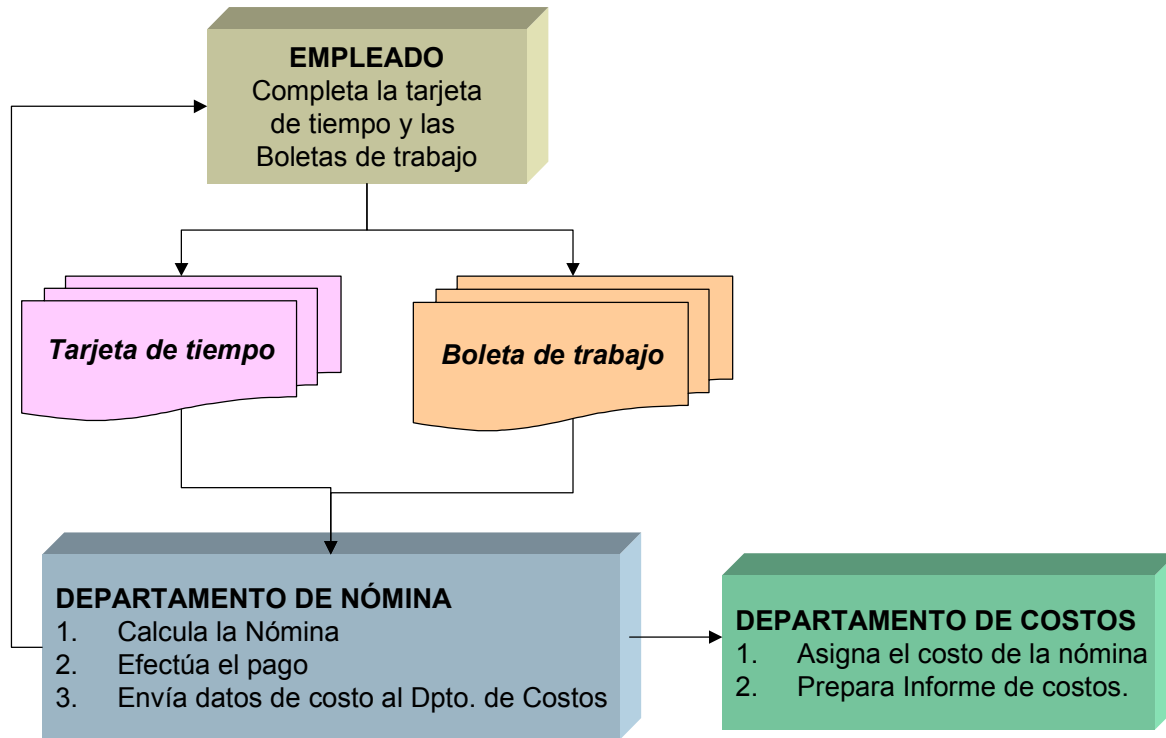 EMPLEADO
Completa la tarjeta
de tiempo y las
Boletas de trabajo
Tarjeta de tiempo
Boleta de trabajo
DEPARTAMENTO DE NÓMINA
1. Calcula la Nómina
2. Efectúa el pago
3. Envía datos de costo al Dpto. de Costos
DEPARTAMENTO DE COSTOS
1. Asigna el costo de la nómina
2. Prepara Informe de costos.